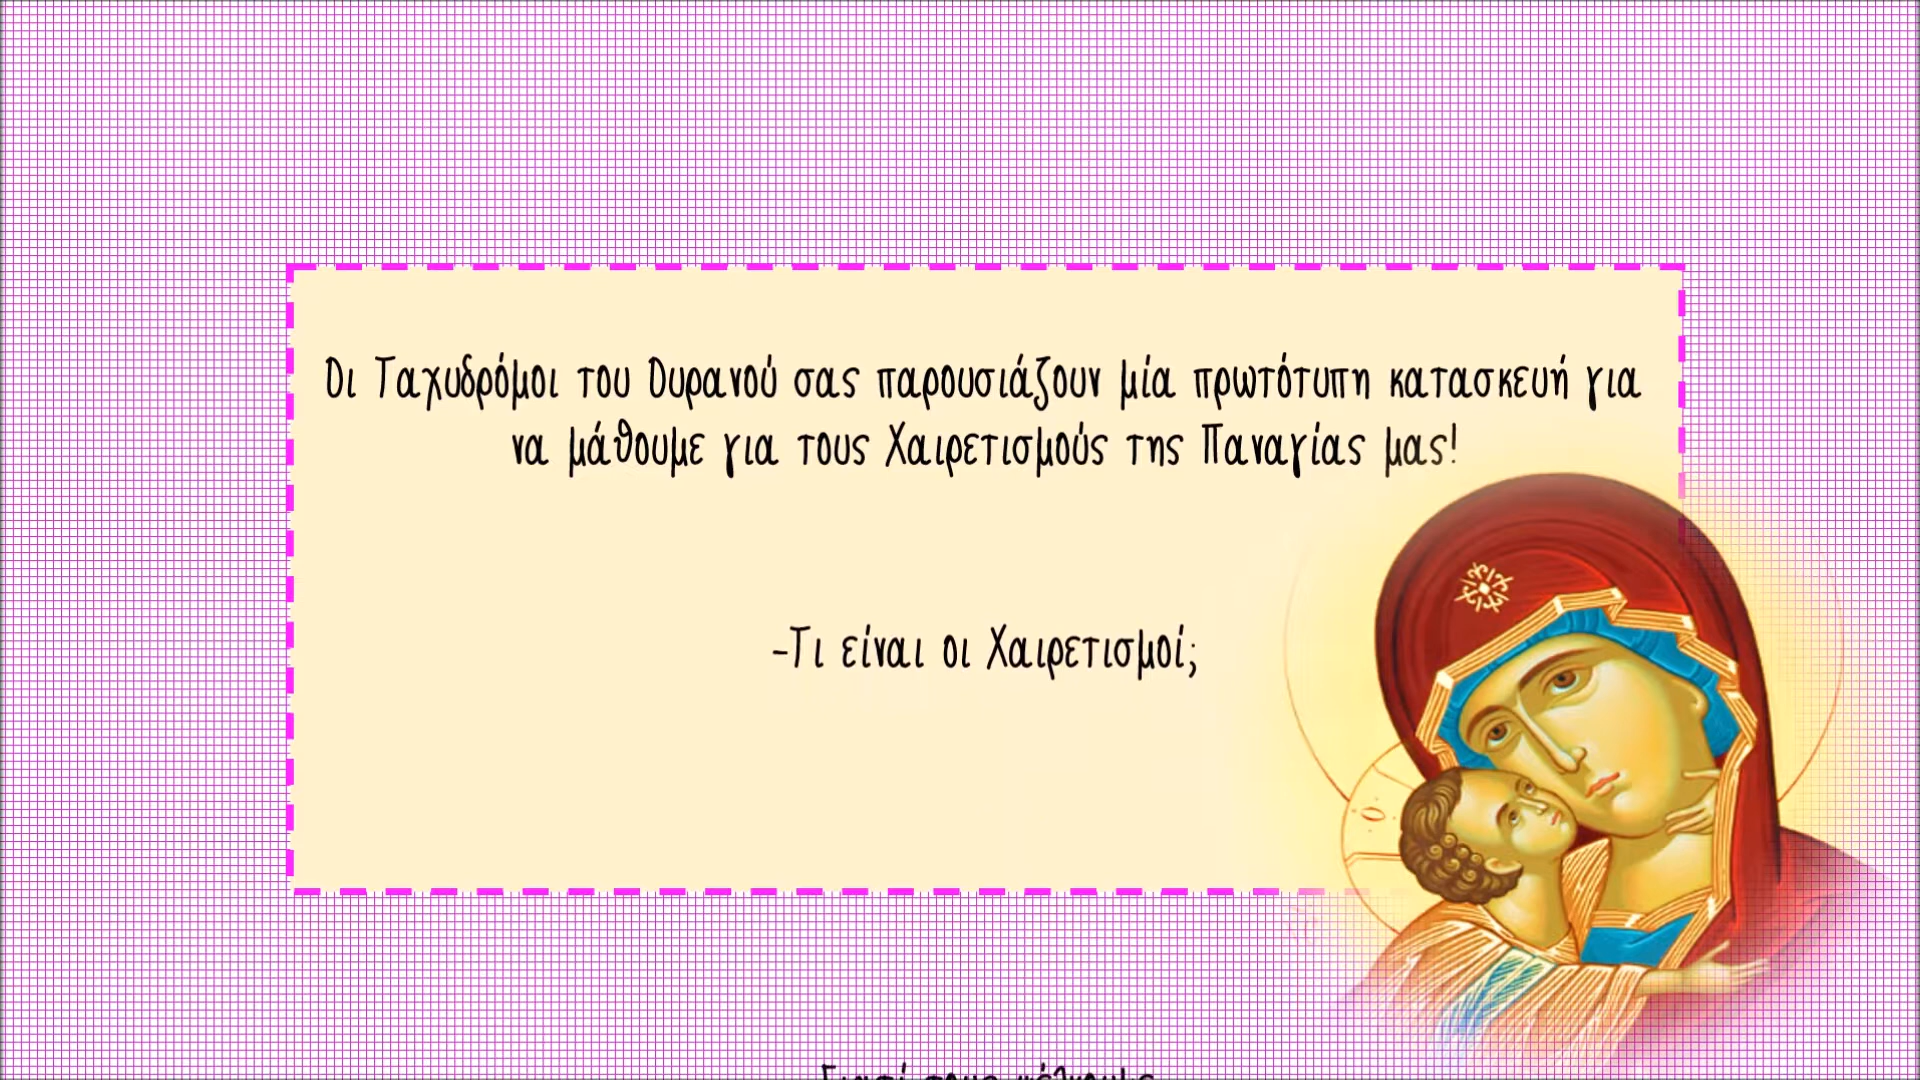 Οι Ταχυδρόμοι του Ουρανού σας παρουσιάζουν μία πρωτότυπη κατασκευή για
να μάθουμε για τους Χαιρετισμούς της Παναγίας μας!
-Τι είναι οι Χαιρετισμοί;